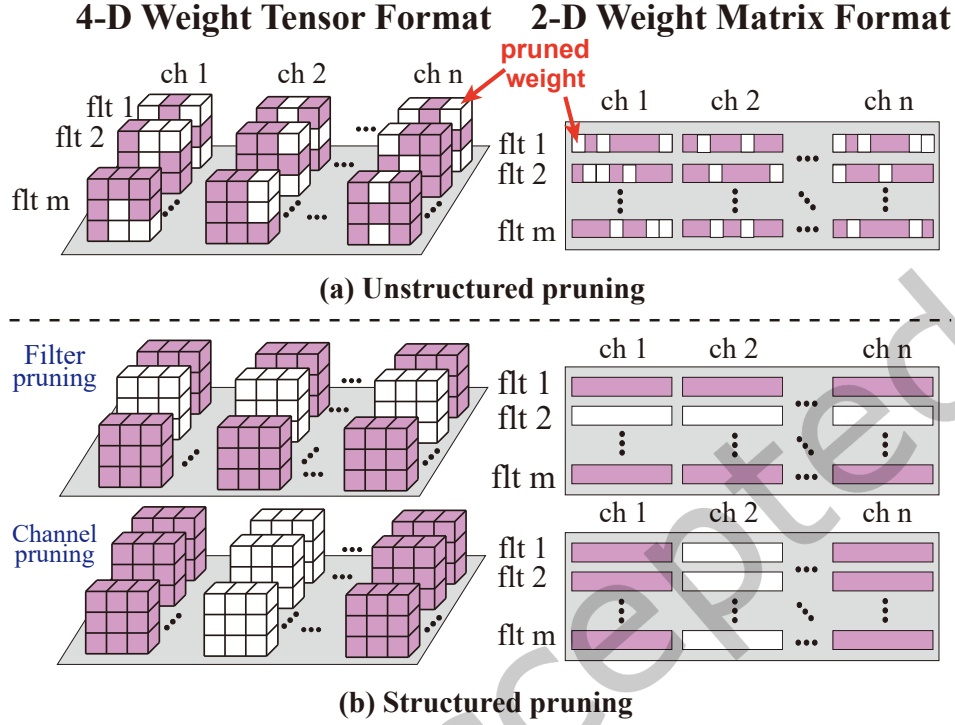 4-D Weight Tensor Format 2-D Weight Matrix Format
pruned
weight
ch 1 ch 2 ch n
flt 1
flt 2
flt m
...
...
...
ch 1 ch 2 ch n
flt 1
flt 2
flt m
...
...
(a) Unstructured pruning
Filter
pruning
...
...
ch 1 ch 2 ch n
flt 1
flt 2
flt m
...
...
Channel
pruning
...
...
ch 1 ch 2 ch n
flt 1
flt 2
flt m
...
...
(b) Structured pruning
ccepted